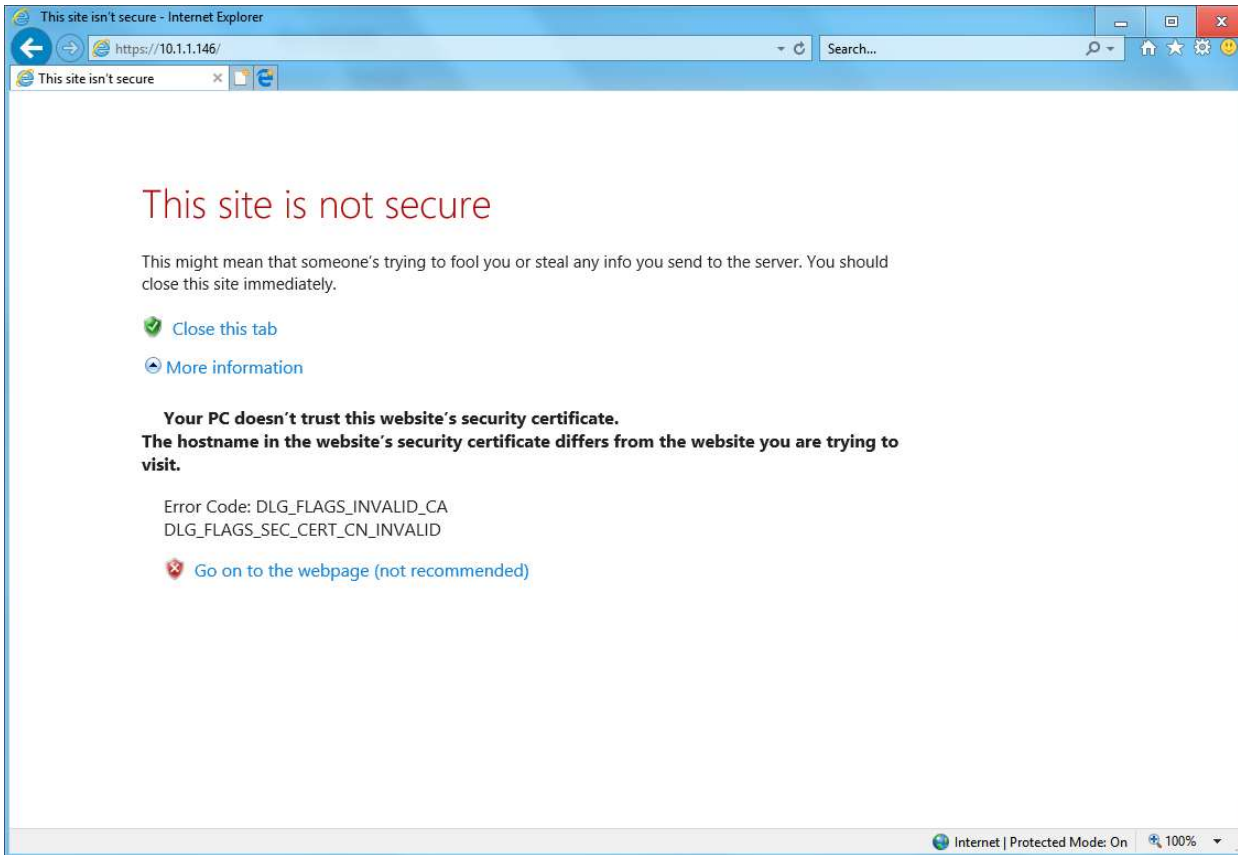 This site isn't secure - Internet Explorer
https://10.1.1.146/
Search...
This site isn't secure
This site is not secure
This might mean that someone's trying to fool you or steal any info you send to the server. You should
close this site immediately.
Close this tab
More information
Your PC doesn't trust this website's security certificate.
The hostname in the website's security certificate differs from the website you are trying to
visit.
Error Code: DLG_FLAGS_INVALID_CA
DLG_FLAGS_SEC_CERT_CN_INVALID
Go on to the webpage (not recommended)
Internet | Protected Mode: On
100%